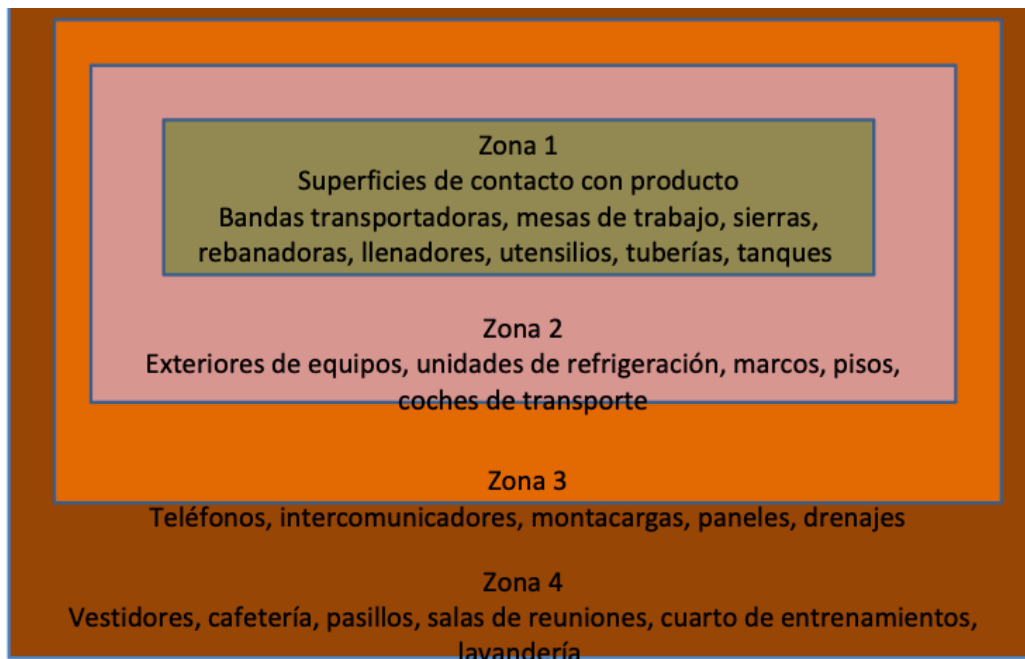 Zona 1
Superficies de contacto con producto
Bandas transportadoras, mesas de trabajo, sierras,
rebanadoras, llenadores, utensilios, tuberías, tanques
Zona 2
Exteriores de equipos, unidades de refrigeración, marcos, pisos,
coches de transporte
Zona 3
Teléfonos, intercomunicadores, montacargas, paneles, drenajes
Zona 4
Vestidores, cafetería, pasillos, salas de reuniones, cuarto de entrenamientos,
lavandería